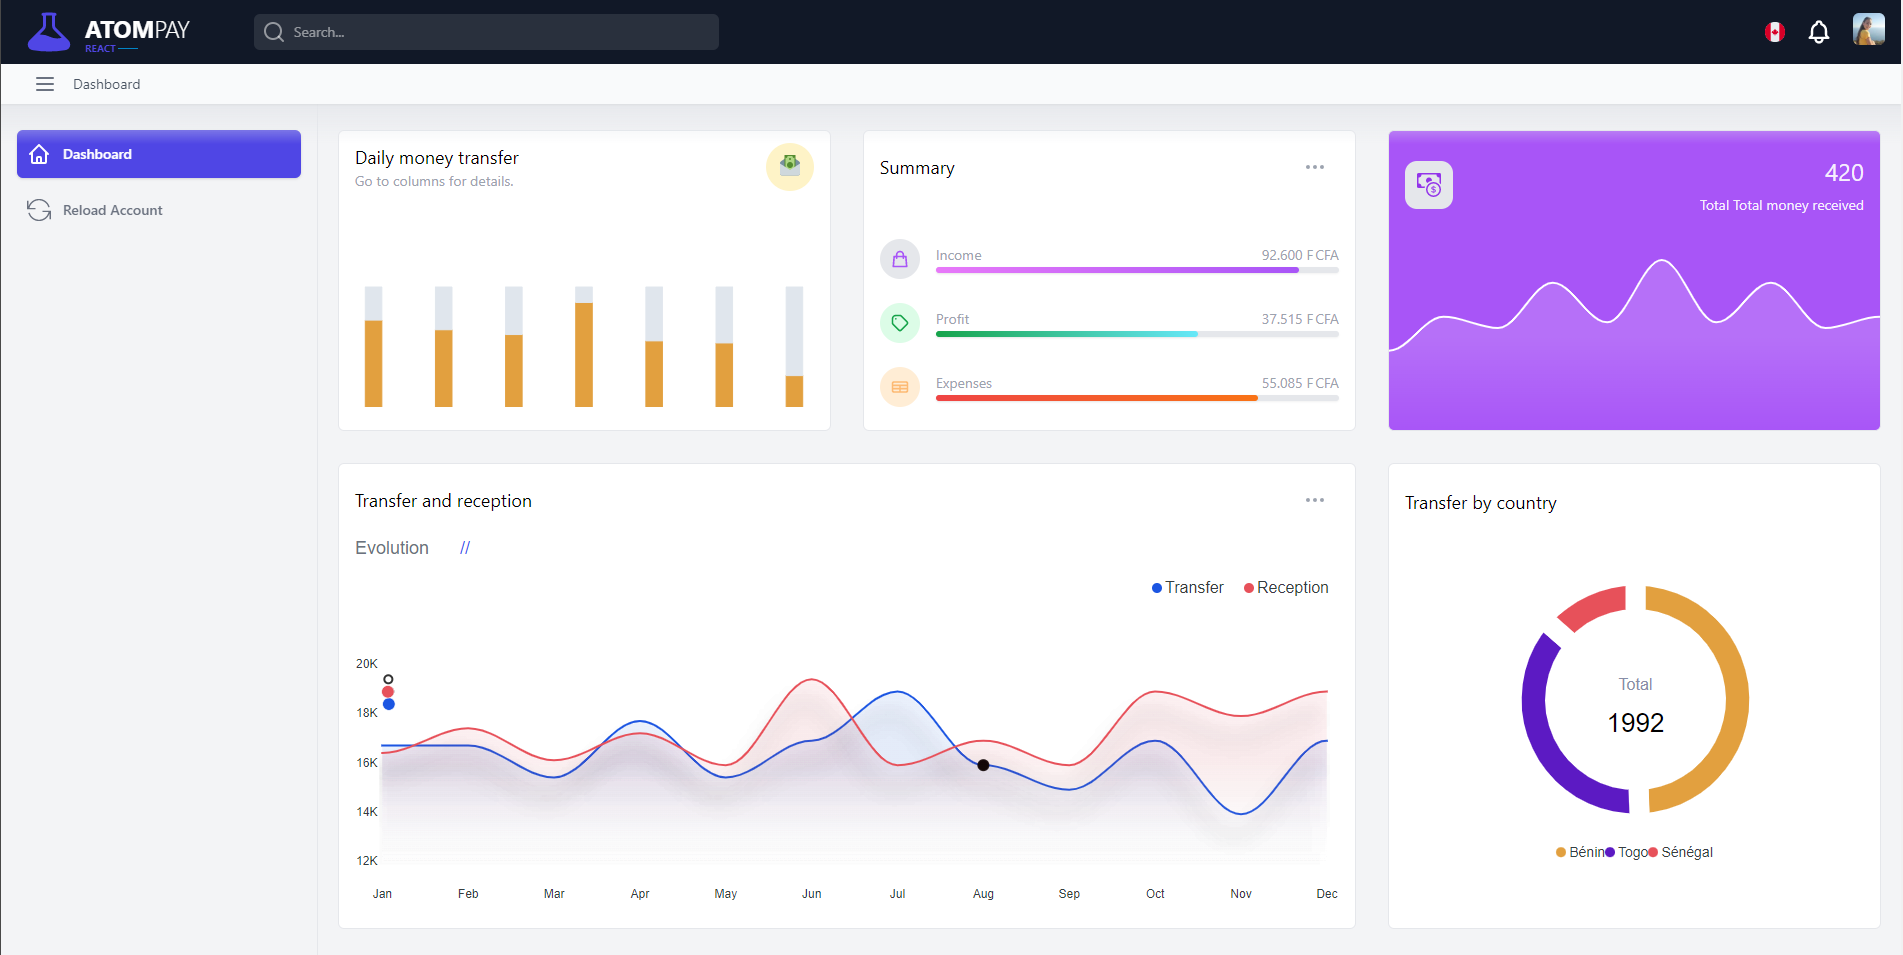 ATOMPAY
REACT
Search...
Dashboard
Dashboard
Reload Account
Daily money transfer
Go to columns for details.
Summary
Income 92.600 F CFA
Profit 37.515 F CFA
Expenses 55.085 F CFA
420
Total Total money received
Transfer and reception
Evolution //
Transfer Reception
20K
18K
16K
14K
12K
Jan Feb Mar Apr May Jun Jul Aug Sep Oct Nov Dec
Transfer by country
Total
1992
Bénin Togo Sénégal